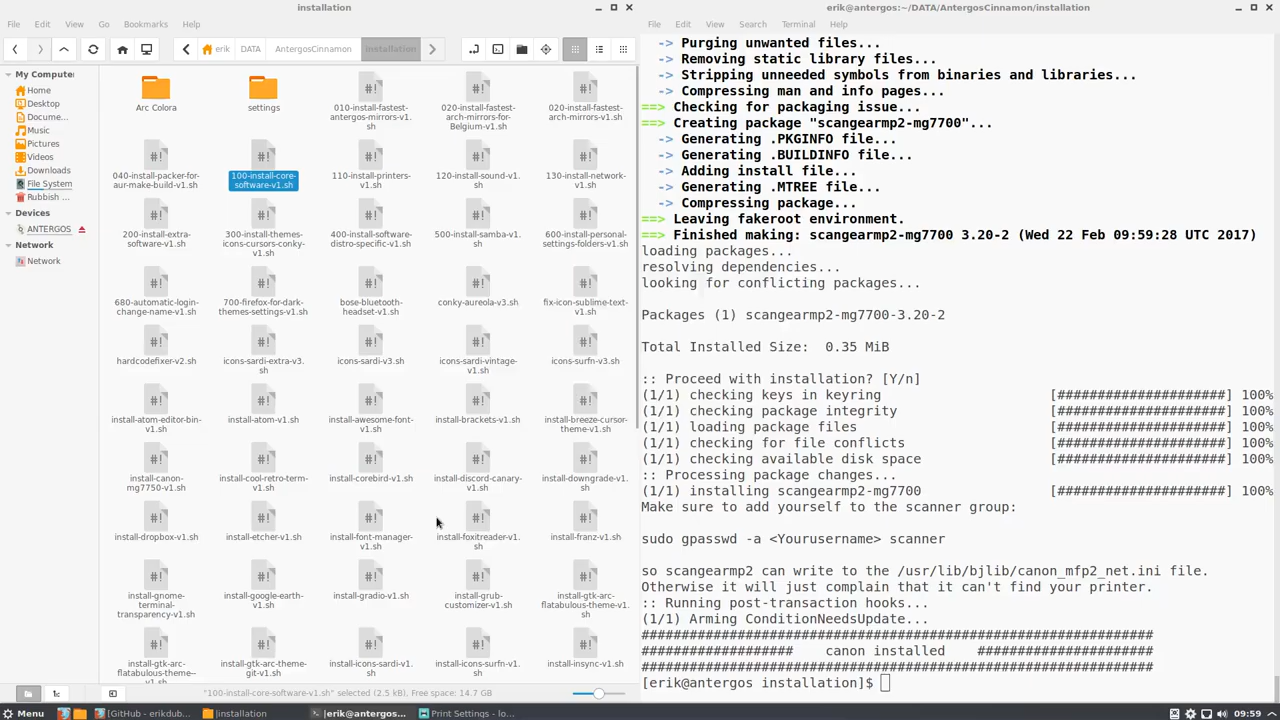 installation
File Edit View Go Bookmarks Help
erik DATA AntergosCinnamon installation
My Compute
Home
Desktop
Docume...
Music
Pictures
Videos
Downloads
File System
Rubbish ...
Devices
ANTERGOS
Network
Network
Arc Colora
settings
010-install-fastest-
antergos-mirrors-v1.
sh
020-install-fastest-
arch-mirrors-for-
Belgium-v1.sh
020-install-fastest-
arch-mirrors-v1.sh
040-install-packer-for-
aur-make-build-v1.sh
100-install-core-
software-v1.sh
110-install-printers-
v1.sh
120-install-sound-v1.
sh
130-install-network-
v1.sh
200-install-extra-
software-v1.sh
300-install-themes-
icons-cursors-conky-
v1.sh
400-install-software-
distro-specific-v1.sh
500-install-samba-v1.
sh
600-install-personal-
settings-folders-v1.sh
680-automatic-login-
change-name-v1.sh
700-firefox-for-dark-
themes-settings-v1.sh
bose-bluetooth-
headset-v1.sh
conky-aureola-v3.sh
fix-icon-sublime-text-
v1.sh
hardcodefixer-v2.sh
icons-sardi-extra-v3.
sh
icons-sardi-v3.sh
icons-sardi-vintage-
v1.sh
icons-surfn-v3.sh
install-atom-editor-bin-
v1.sh
install-atom-v1.sh
install-awesome-font-
v1.sh
install-brackets-v1.sh
install-breeze-cursor-
theme-v1.sh
install-canon-
mg7750-v1.sh
install-cool-retro-term-
v1.sh
install-corebird-v1.sh
install-discord-canary-
v1.sh
install-downgrade-v1.
sh
install-dropbox-v1.sh
install-etcher-v1.sh
install-font-manager-
v1.sh
install-foxitreader-v1.
sh
install-franz-v1.sh
install-gnome-
terminal-
transparency-v1.sh
install-google-earth-
v1.sh
install-gradio-v1.sh
install-grub-
customizer-v1.sh
install-gtk-arc-
flatabulous-theme-v1.
sh
install-gtk-arc-
flatabulous-theme--
v1.sh
install-gtk-arc-theme-
git-v1.sh
install-icons-sardi-v1.
sh
install-icons-surfn-v1.
sh
install-insync-v1.sh
"100-install-core-software-v1.sh" selected (2.5 kB), Free space: 14.7 GB
erik@antergos:~/DATA/AntergosCinnamon/installation
File Edit View Search Terminal Help
-> Purging unwanted files...
-> Removing static library files...
-> Stripping unneeded symbols from binaries and libraries...
-> Compressing man and info pages...
==> Checking for packaging issue...
==> Creating package "scangearmp2-mg7700"...
-> Generating .PKGINFO file...
-> Generating .BUILDINFO file...
-> Adding install file...
-> Generating .MTREE file...
-> Compressing package...
==> Leaving fakeroot environment.
==> Finished making: scangearmp2-mg7700 3.20-2 (Wed 22 Feb 09:59:28 UTC 2017)
loading packages...
resolving dependencies...
looking for conflicting packages...
Packages (1) scangearmp2-mg7700-3.20-2
Total Installed Size:  0.35 MiB
:: Proceed with installation? [Y/n]
(1/1) checking keys in keyring [#####################] 100%
(1/1) checking package integrity [#####################] 100%
(1/1) loading package files [#####################] 100%
(1/1) checking for file conflicts [#####################] 100%
(1/1) checking available disk space [#####################] 100%
:: Processing package changes...
(1/1) installing scangearmp2-mg7700 [#####################] 100%
Make sure to add yourself to the scanner group:
sudo gpasswd -a <Yourusername> scanner
so scangearmp2 can write to the /usr/lib/bjlib/canon_mfp2_net.ini file.
Otherwise it will just complain that it can't find your printer.
:: Running post-transaction hooks...
(1/1) Arming ConditionNeedsUpdate...
################################################################
################### canon installed ######################
################################################################
[erik@antergos installation]$
Menu [GitHub - erikdub... installation erik@antergos:~/... Print Settings - lo... 09:59